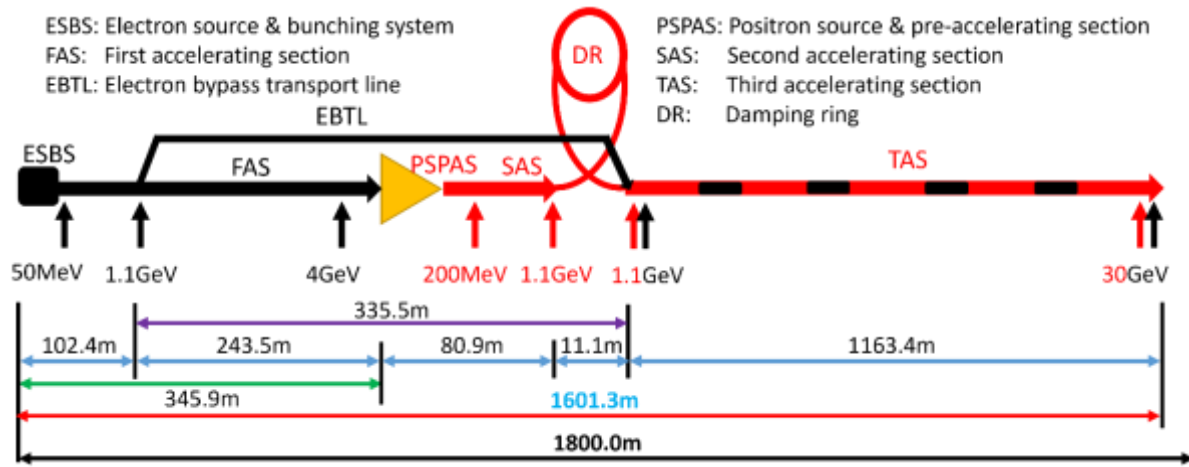 ESBS: Electron source & bunching system
FAS: First accelerating section
EBTL: Electron bypass transport line
PSPAS: Positron source & pre-accelerating section
SAS: Second accelerating section
TAS: Third accelerating section
DR: Damping ring
DR
EBTL
ESBS
FAS
PSPAS
SAS
TAS
50MeV
1.1GeV
4GeV
200MeV
1.1GeV
1.1GeV
30GeV
335.5m
102.4m
243.5m
80.9m
11.1m
1163.4m
345.9m
1601.3m
1800.0m